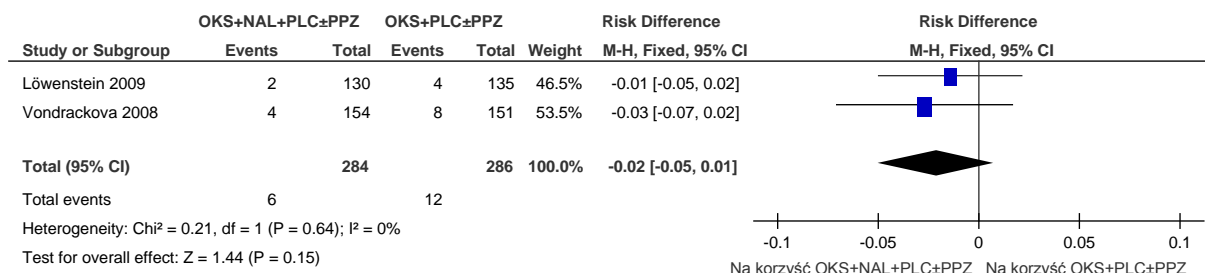 OKS+NAL+PLC±PPZ OKS+PLC±PPZ Risk Difference Risk Difference
Study or Subgroup Events Total Events Total Weight M-H, Fixed, 95% CI M-H, Fixed, 95% CI
Löwenstein 2009 2 130 4 135 46.5% -0.01 [-0.05, 0.02]
Vondrackova 2008 4 154 8 151 53.5% -0.03 [-0.07, 0.02]
Total (95% CI) 284 286 100.0% -0.02 [-0.05, 0.01]
Total events 6 12
Heterogeneity: Chi² = 0.21, df = 1 (P = 0.64); I² = 0%
Test for overall effect: Z = 1.44 (P = 0.15)
-0.1 -0.05 0 0.05 0.1
Na korzyść OKS+NAL+PLC±PPZ Na korzyść OKS+PLC±PPZ